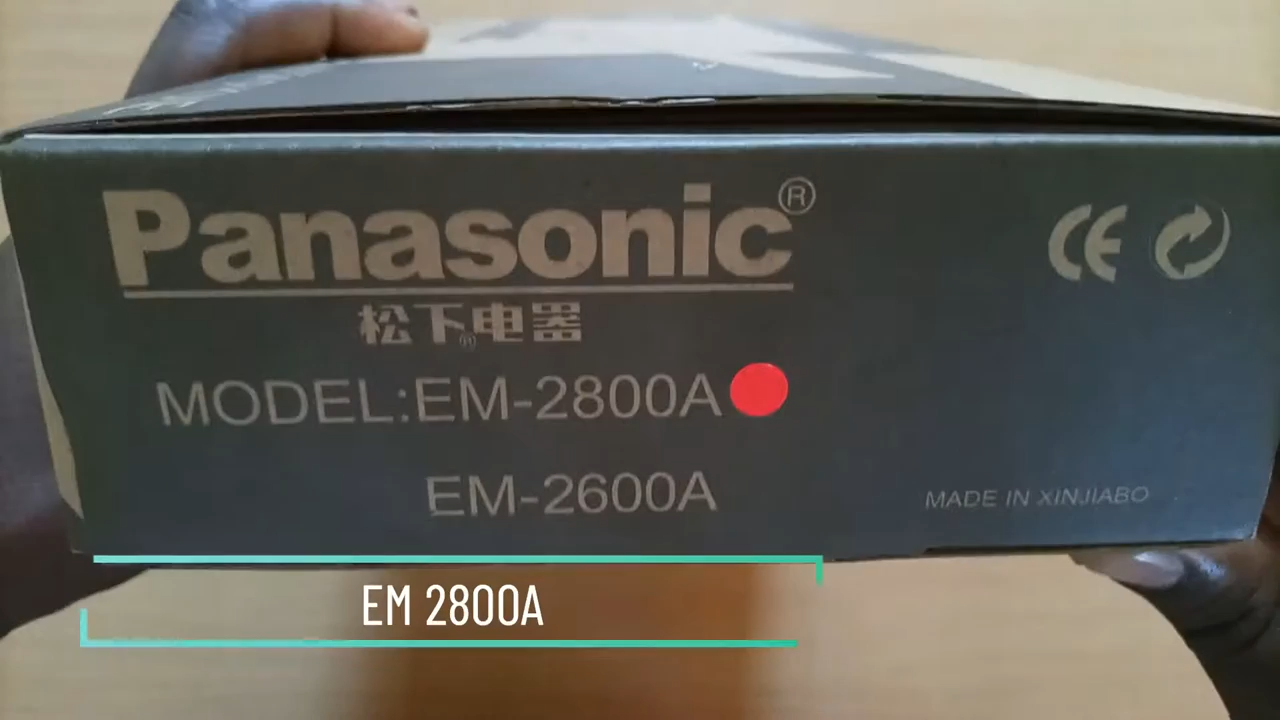 Panasonic®
松下电器®
MODEL:EM-2800A
EM-2600A
CE
MADE IN XINJIABO
EM 2800A